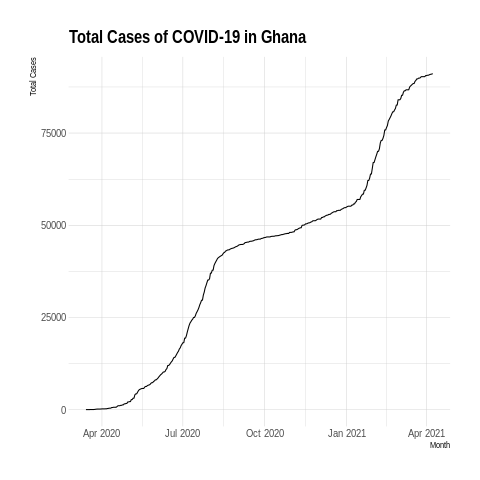 Total Cases of COVID-19 in Ghana
Total Cases
75000
50000
25000
0
Apr 2020 Jul 2020 Oct 2020 Jan 2021 Apr 2021
Month